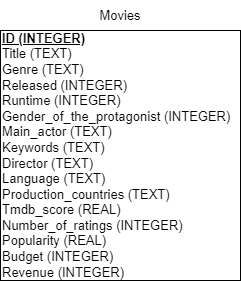 Movies
ID (INTEGER)
Title (TEXT)
Genre (TEXT)
Released (INTEGER)
Runtime (INTEGER)
Gender_of_the_protagonist (INTEGER)
Main_actor (TEXT)
Keywords (TEXT)
Director (TEXT)
Language (TEXT)
Production_countries (TEXT)
Tmdb_score (REAL)
Number_of_ratings (INTEGER)
Popularity (REAL)
Budget (INTEGER)
Revenue (INTEGER)